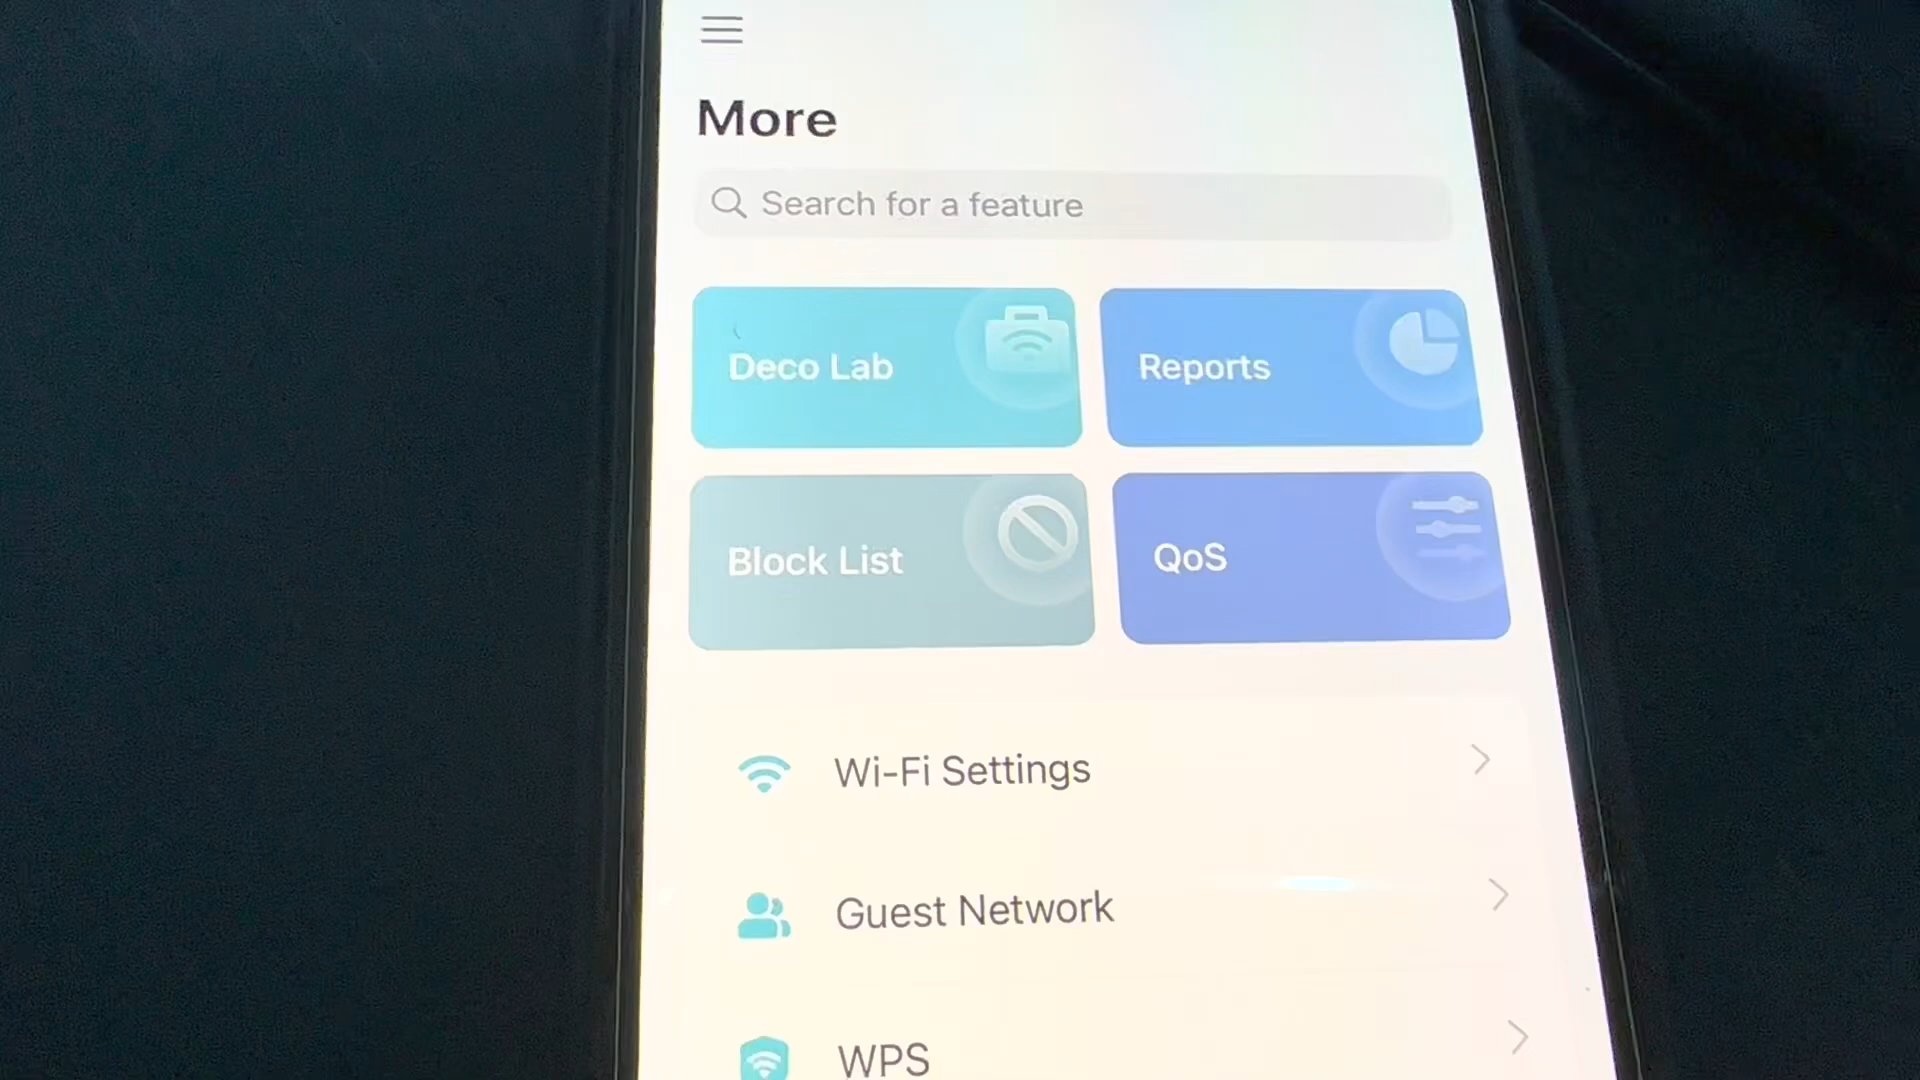 More
Search for a feature
Deco Lab
Reports
Block List
QoS
Wi-Fi Settings
Guest Network
WPS